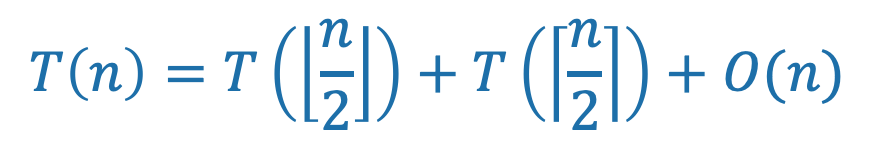 T(n) = T(⌊n/2⌋) + T(⌈n/2⌉) + O(n)